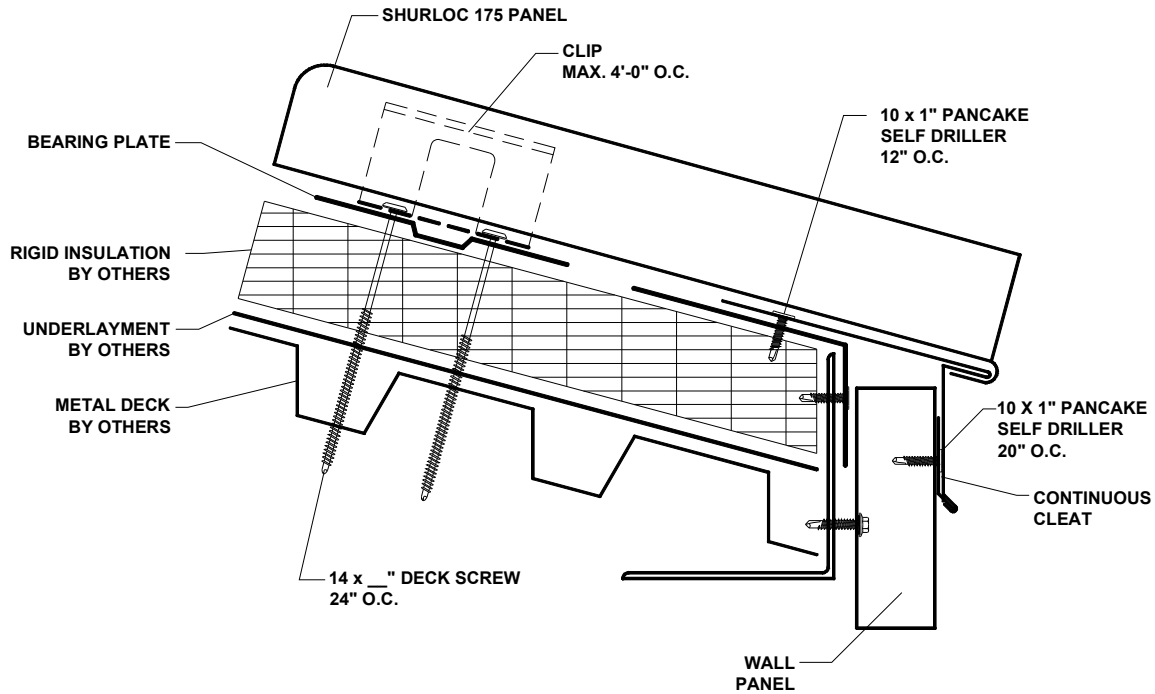 SHURLOC 175 PANEL
CLIP
MAX. 4'-0" O.C.
10 x 1" PANCAKE
SELF DRILLER
12" O.C.
BEARING PLATE
RIGID INSULATION
BY OTHERS
UNDERLAYMENT
BY OTHERS
METAL DECK
BY OTHERS
10 X 1" PANCAKE
SELF DRILLER
20" O.C.
CONTINUOUS
CLEAT
14 x __" DECK SCREW
24" O.C.
WALL
PANEL